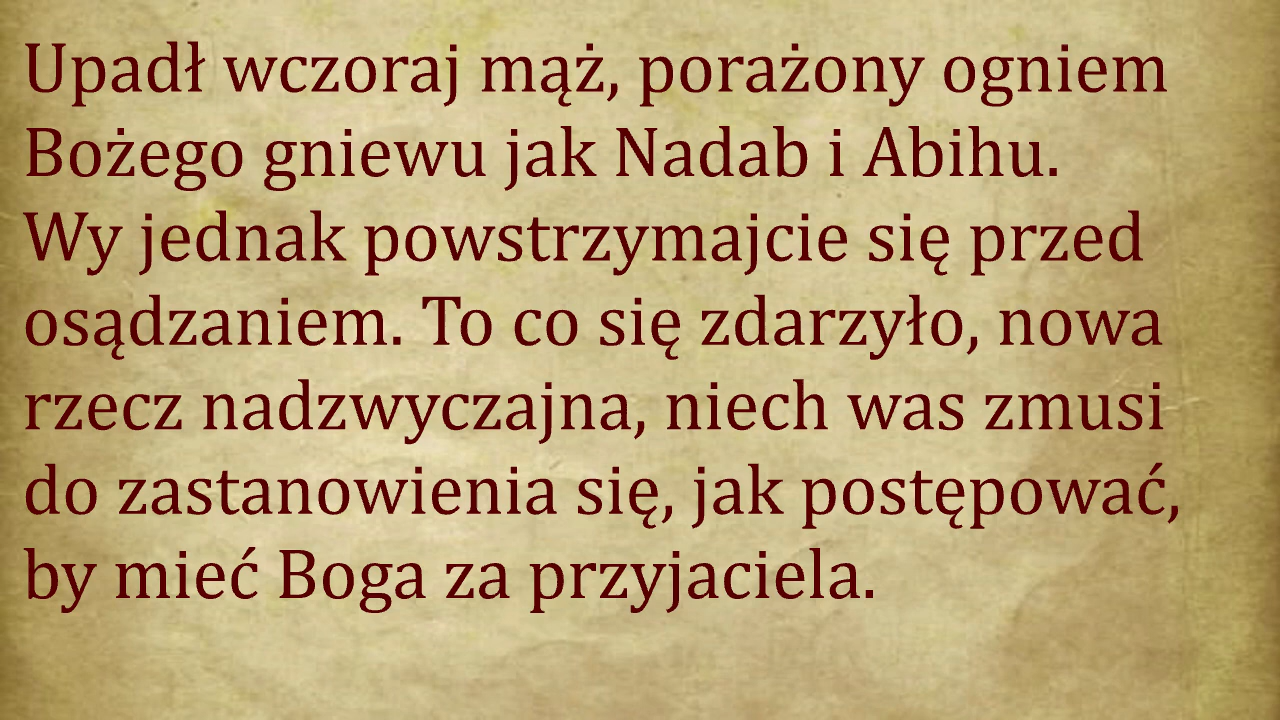 Upadł wczoraj mąż, porażony ogniem
Bożego gniewu jak Nadab i Abihu.
Wy jednak powstrzymajcie się przed
osądzaniem. To co się zdarzyło, nowa
rzecz nadzwyczajna, niech was zmusi
do zastanowienia się, jak postępować,
by mieć Boga za przyjaciela.